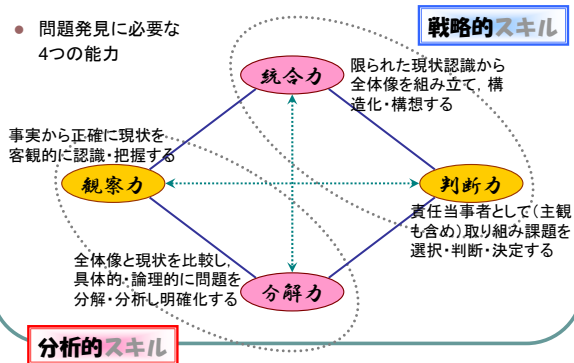 ● 問題発見に必要な
4つの能力
戦略的スキル
統合力
限られた現状認識から
全体像を組み立て, 構
造化・構想する
事実から正確に現状を
客観的に認識・把握する
観察力
判断力
責任当事者として(主観
も含め)取り組み課題を
選択・判断・決定する
全体像と現状を比較し,
具体的・論理的に問題を
分解・分析し明確化する
分解力
分析的スキル